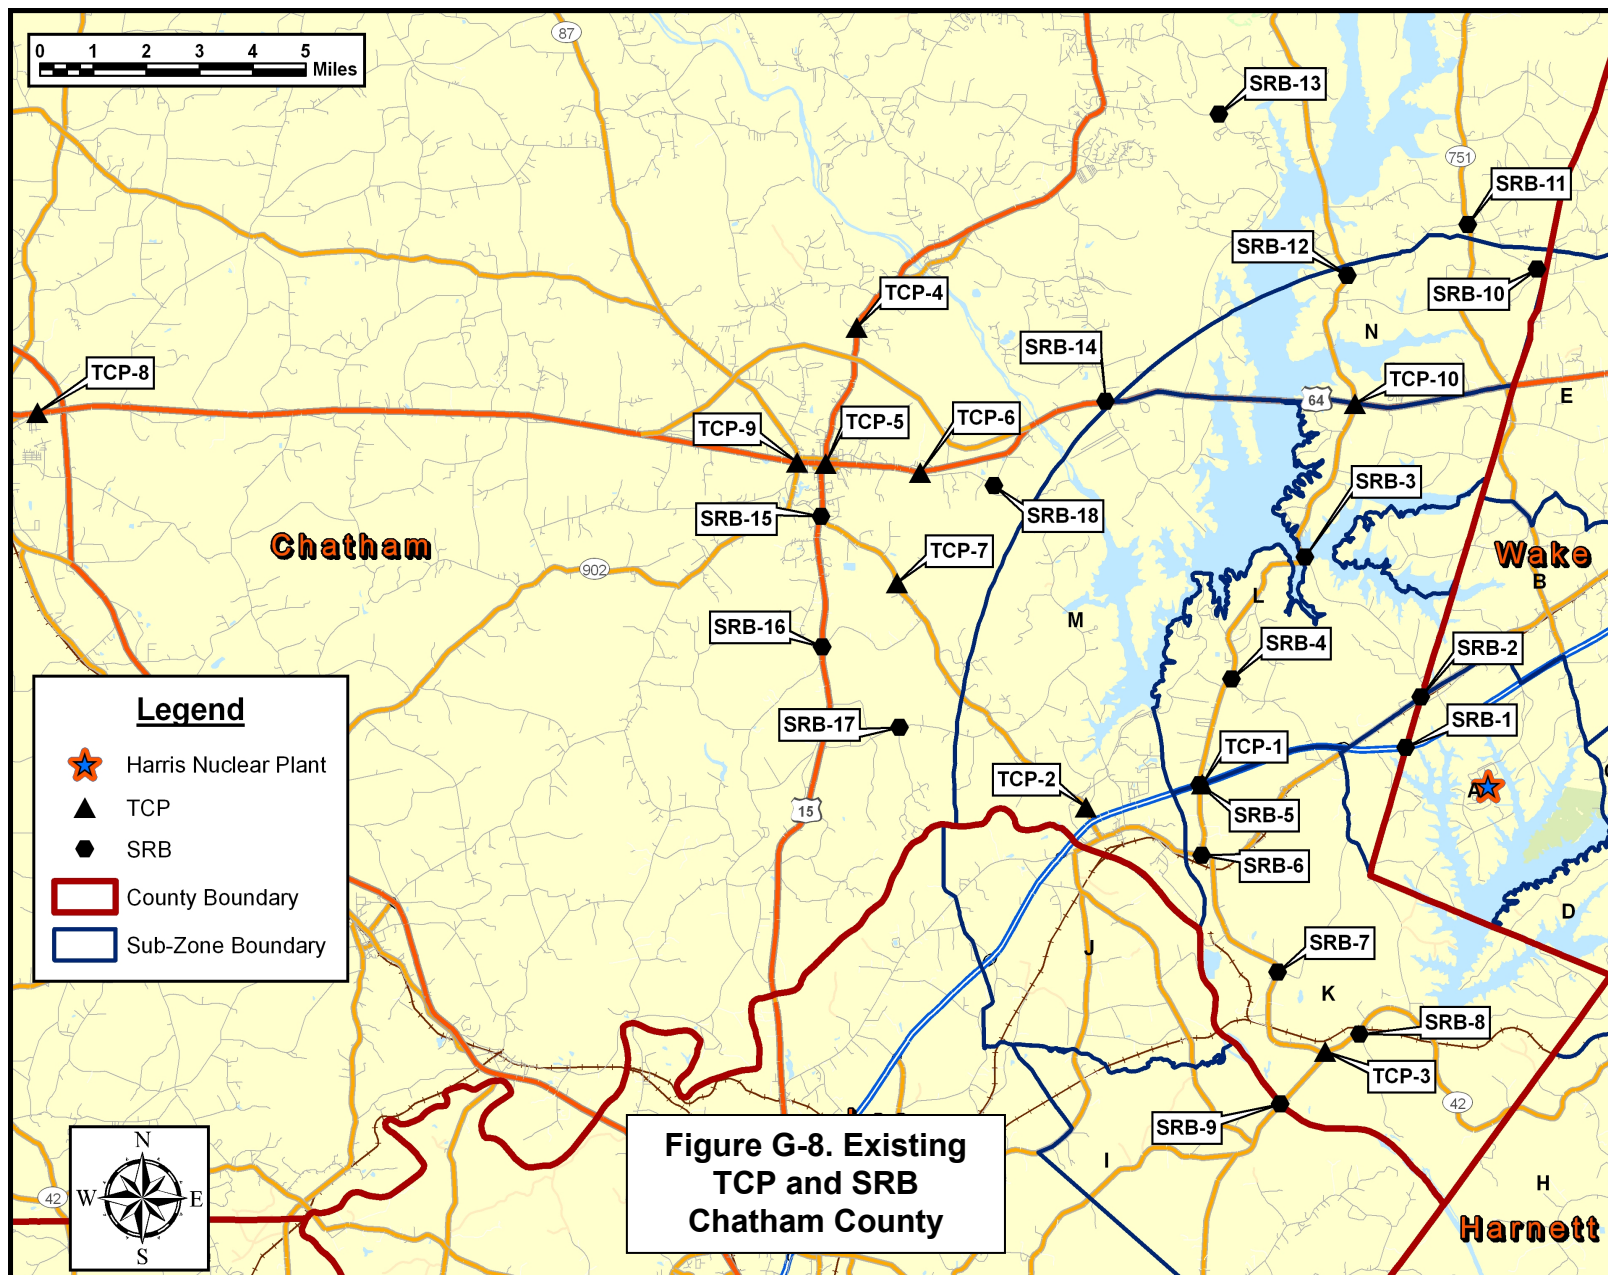 0 1 2 3 4 5
Miles
87
SRB-13
751
SRB-11
SRB-12
SRB-10
TCP-4
N
SRB-14
TCP-8
TCP-10
64
E
TCP-9
TCP-5
TCP-6
SRB-3
SRB-15
SRB-18
Chatham
TCP-7
Wake
902
B
L
M
SRB-16
SRB-4
SRB-2
SRB-17
SRB-1
TCP-1
TCP-2
A
15
SRB-5
SRB-6
D
SRB-7
J
K
SRB-8
TCP-3
42
SRB-9
I
H
Harnett
Legend
Harris Nuclear Plant
TCP
SRB
County Boundary
Sub-Zone Boundary
42
N
W E
S
Figure G-8. Existing
TCP and SRB
Chatham County